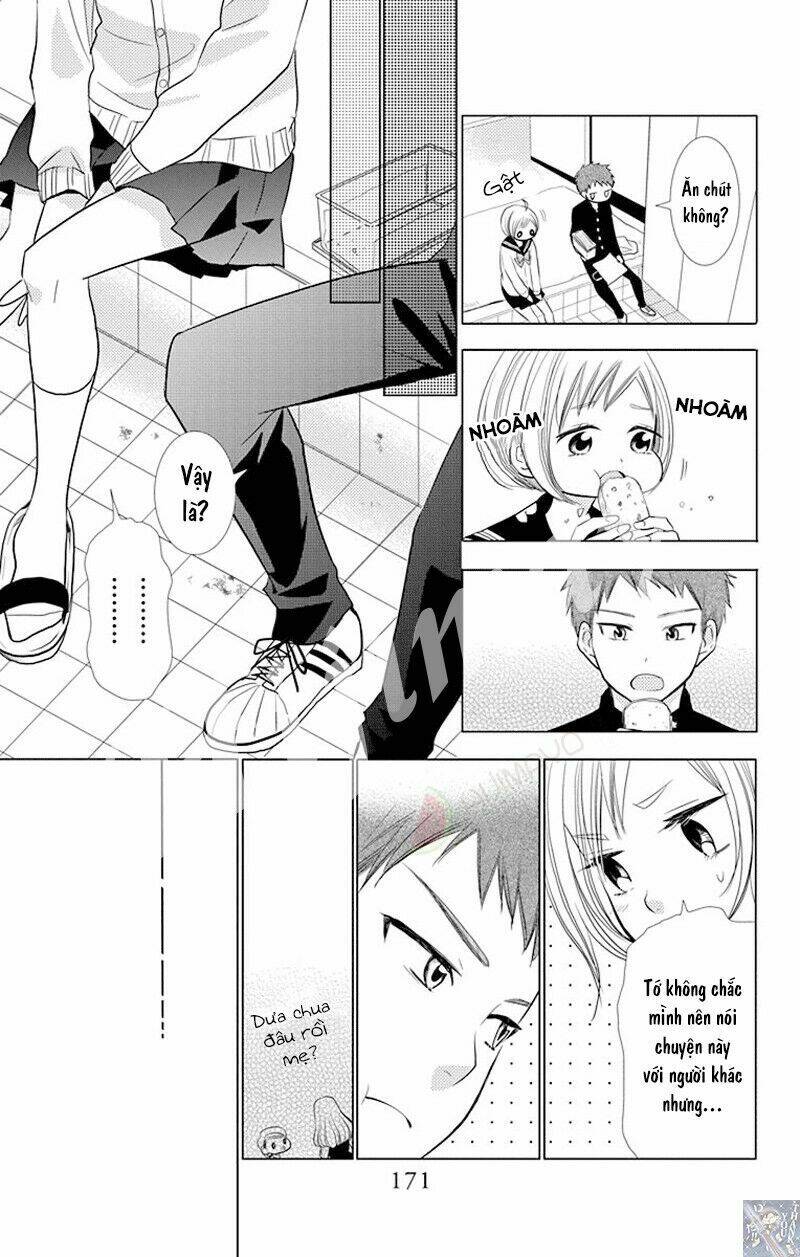 Ăn chút
không?
Gật
NHOÀM
NHOÀM
Vậy
là?
Tớ không chắc
mình nên nói
chuyện này
với người khác
nhưng...
Dưa chua
đâu rồi
mẹ?
171